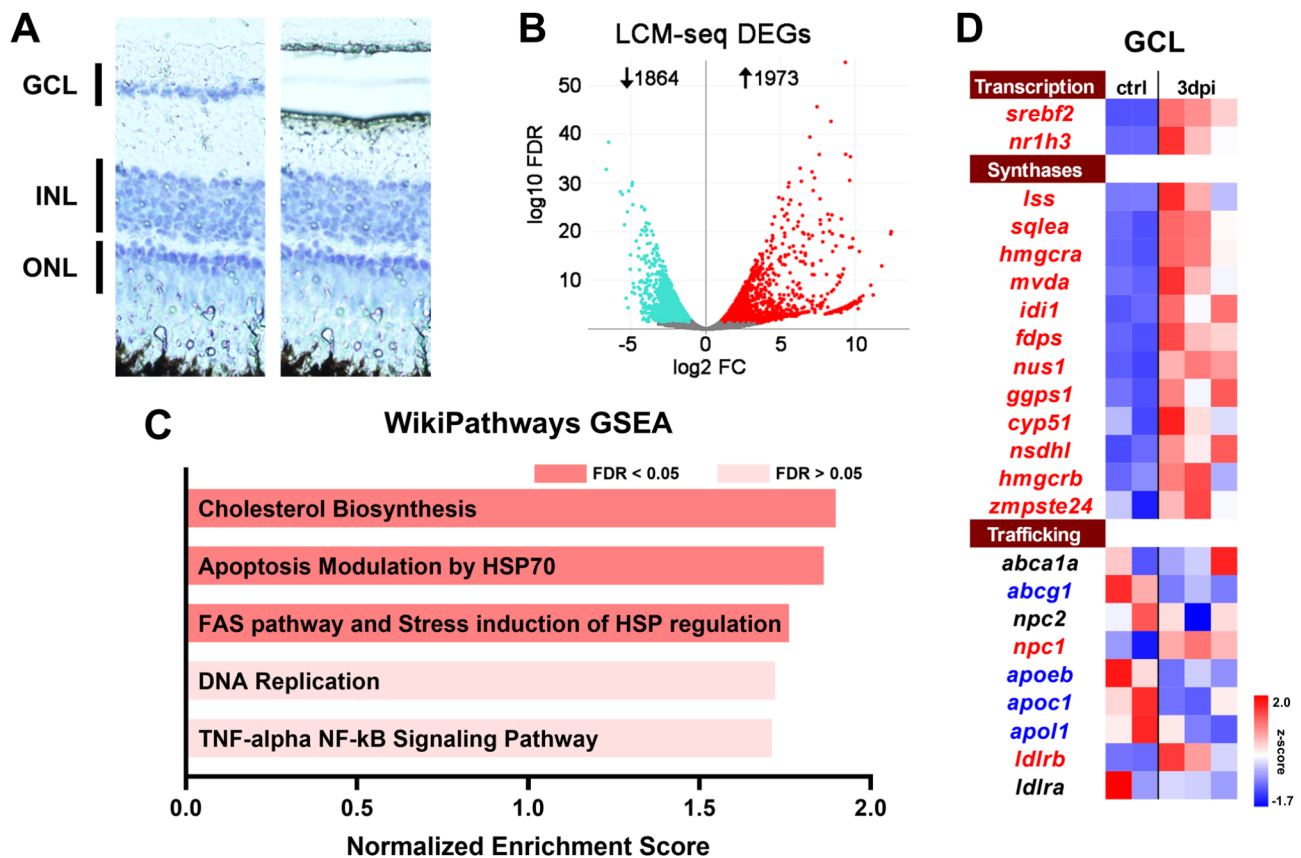 A
GCL
INL
ONL
B
LCM-seq DEGs
↓1864
↑1973
log10 FDR
50
40
30
20
10
-5
0
5
10
log2 FC
C
WikiPathways GSEA
FDR < 0.05
FDR > 0.05
Cholesterol Biosynthesis
Apoptosis Modulation by HSP70
FAS pathway and Stress induction of HSP regulation
DNA Replication
TNF-alpha NF-kB Signaling Pathway
0.0
0.5
1.0
1.5
2.0
Normalized Enrichment Score
D
GCL
Transcription ctrl 3dpi
srebf2
nr1h3
Synthases
lss
sqlea
hmgcra
mvda
idi1
fdps
nus1
ggps1
cyp51
nsdhl
hmgcrb
zmpste24
Trafficking
abca1a
abcg1
npc2
npc1
apoeb
apoc1
apol1
ldlrb
ldlra
2.0
z-score
-1.7